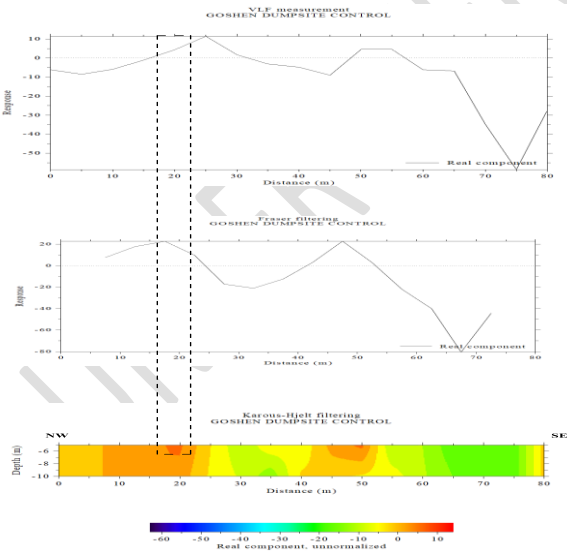 VLF measurement
GOSHEN DUMPSITE CONTROL
10
0
-10
-20
-30
-40
-50
Response
0 10 20 30 40 50 60 70 80
Real component
Distance (m)
Fraser filtering
GOSHEN DUMPSITE CONTROL
20
0
-20
-40
-60
-80
Response
0 10 20 30 40 50 60 70 80
Real component
Distance (m)
Karous-Hjelt filtering
GOSHEN DUMPSITE CONTROL
NW SE
Depth (m)
-6
-8
-10
0 10 20 30 40 50 60 70 80
Distance (m)
-60 -50 -40 -30 -20 -10 0 10
Real component, unnormalized